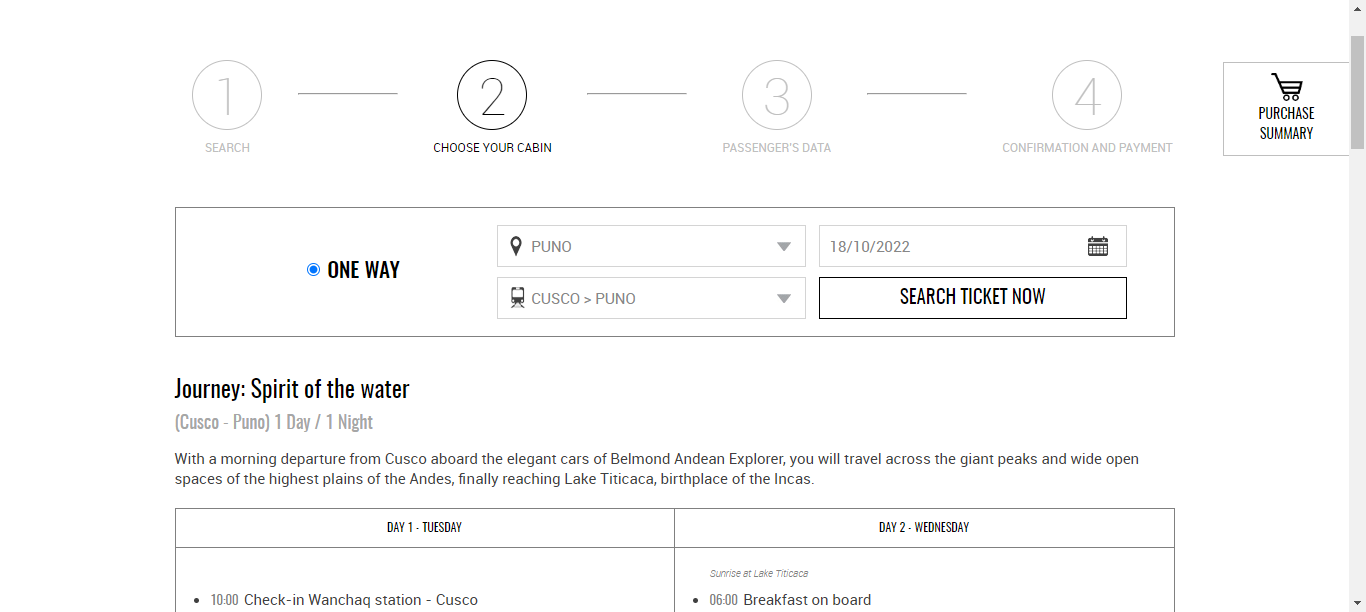 1
2
3
4
SEARCH
CHOOSE YOUR CABIN
PASSENGER'S DATA
CONFIRMATION AND PAYMENT
PURCHASE
SUMMARY
ONE WAY
PUNO
18/10/2022
CUSCO > PUNO
SEARCH TICKET NOW
Journey: Spirit of the water
(Cusco - Puno) 1 Day / 1 Night
With a morning departure from Cusco aboard the elegant cars of Belmond Andean Explorer, you will travel across the giant peaks and wide open
spaces of the highest plains of the Andes, finally reaching Lake Titicaca, birthplace of the Incas.
DAY 1 - TUESDAY
DAY 2 - WEDNESDAY
• 10:00 Check-in Wanchaq station - Cusco
Sunrise at Lake Titicaca
• 06:00 Breakfast on board